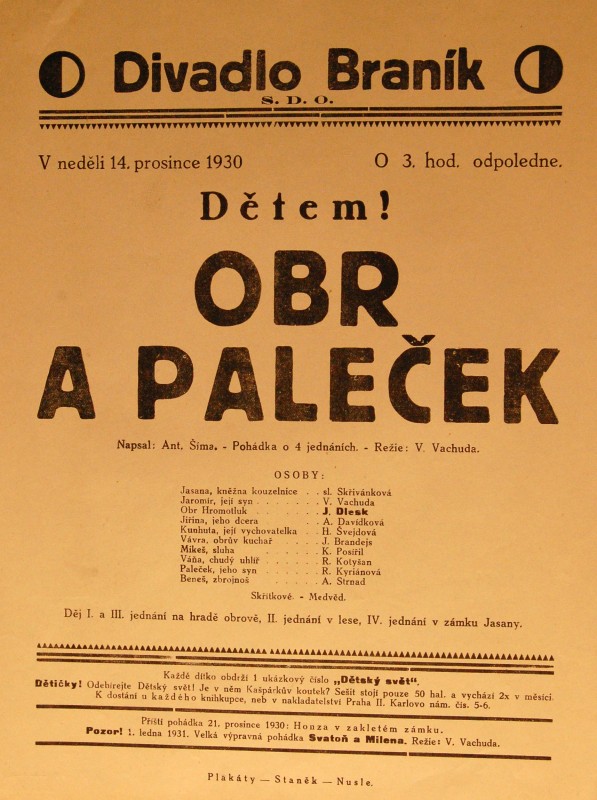 Divadlo Braník
S. D. O.
V neděli 14. prosince 1930 O 3. hod. odpoledne.
Dětem!
OBR
A PALEČEK
Napsal: Ant. Šíma. - Pohádka o 4 jednáních. - Režie: V. Vachuda.
OSOBY:
Jasana, kněžna kouzelnice . . sl. Skřivánková
Jaromír, její syn . . . . . . . V. Vachuda
Obr Hromotluk . . . . . . . J. Dlesk
Jiřina, jeho dcera . . . . . A. Davídková
Kunhuta, její vychovatelka . . H. Švejdová
Vávra, obrův kuchař . . . . . J. Brandejs
Mikeš, sluha . . . . . . K. Posířil
Váňa, chudý uhlíř . . . . . . R. Kotyšan
Paleček, jeho syn . . . . . . R. Kyriánová
Beneš, zbrojnoš . . . . . . A. Strnad
Skřítkové. - Medvěd.
Děj I. a III. jednání na hradě obrově, II. jednání v lese, IV. jednání v zámku Jasany.
Každé dítko obdrží 1 ukázkový číslo „Dětský svět".
Dětičky! Odebírejte Dětský svět! Je v něm Kašpárkův koutek? Sešit stojí pouze 50 hal. a vychází 2x v měsíci.
K dostání u každého knihkupce, neb v nakladatelství Praha II. Karlovo nám. čís. 5-6.
Příští pohádka 21. prosince 1930: Honza v zakletém zámku.
Pozor! 1. ledna 1931. Velká výpravná pohádka Svatoň a Milena. Režie: V. Vachuda.
Plakáty — Staněk — Nusle.